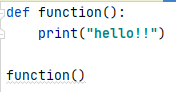 def function():
    print("hello!!")

function()